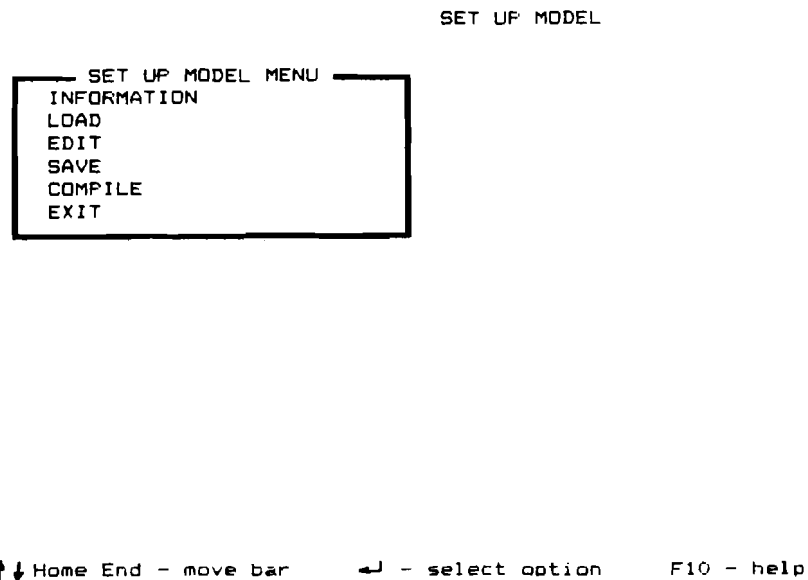 SET UP MODEL
SET UP MODEL MENU
INFORMATION
LOAD
EDIT
SAVE
COMPILE
EXIT
↑↓ Home End - move bar ↵ - select option F10 - help